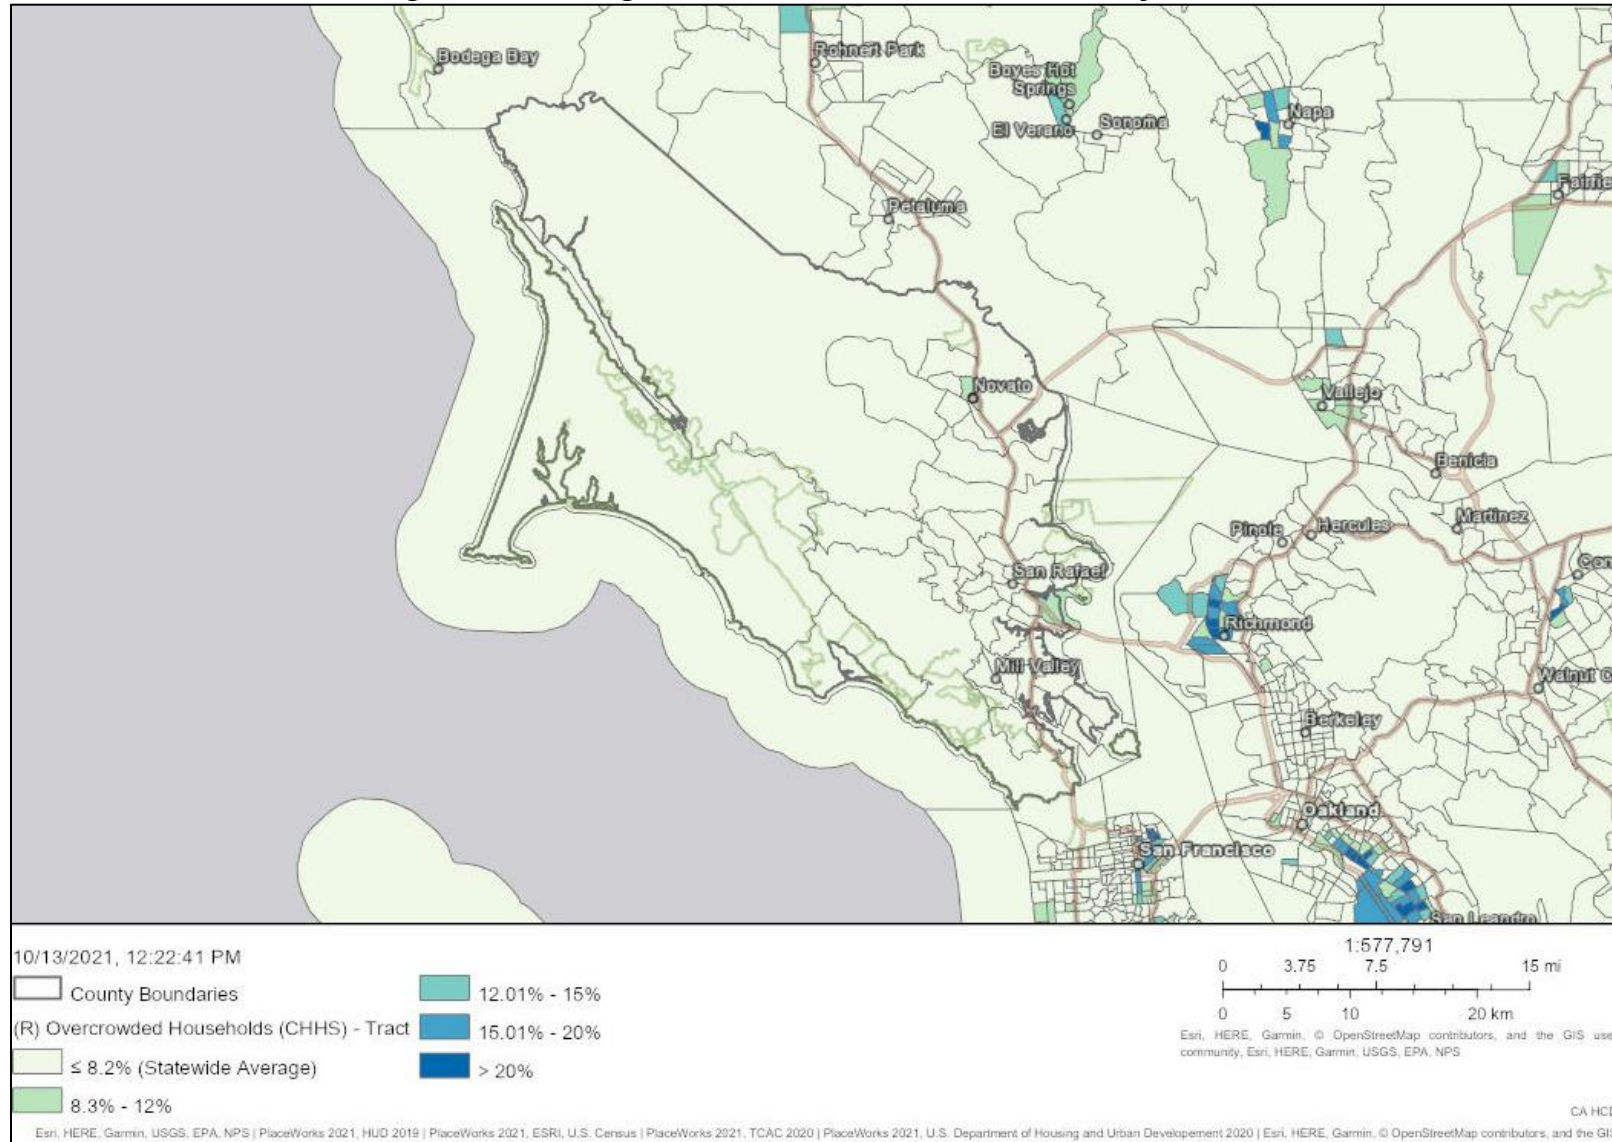 Bodega Bay
Rohnert Park
Boyes Hot
Springs
El Verano
Sonoma
Napa
Petaluma
Novato
Vallejo
Benicia
Pinole
Hercules
Martinez
San Rafael
Richmond
Mill Valley
Berkeley
Oakland
San Francisco
San Leandro
10/13/2021, 12:22:41 PM
County Boundaries
(R) Overcrowded Households (CHHS) - Tract
≤ 8.2% (Statewide Average)
8.3% - 12%
12.01% - 15%
15.01% - 20%
> 20%
1:577,791
0 3.75 7.5 15 mi
0 5 10 20 km
Esri, HERE, Garmin, © OpenStreetMap contributors, and the GIS use
community, Esri, HERE, Garmin, USGS, EPA, NPS
CA HCD
Esri, HERE, Garmin, USGS, EPA, NPS | PlaceWorks 2021, HUD 2019 | PlaceWorks 2021, ESRI, U.S. Census | PlaceWorks 2021, TCAC 2020 | PlaceWorks 2021, U.S. Department of Housing and Urban Developement 2020 | Esri, HERE, Garmin, © OpenStreetMap contributors, and the GIS